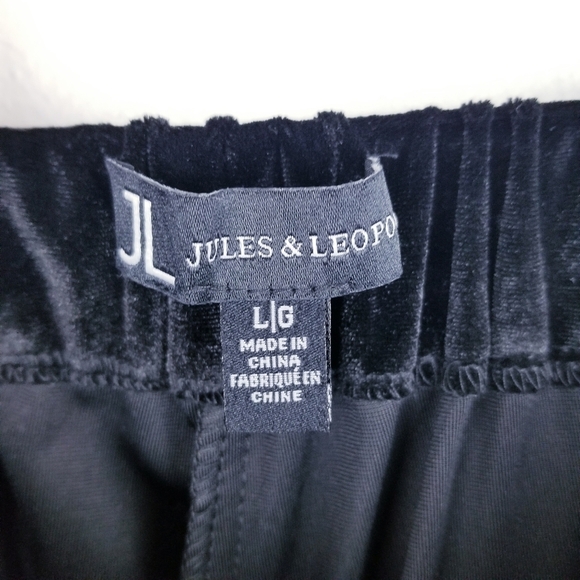 JL
JULES & LEOPO
L|G
MADE IN
CHINA
FABRIQUÉ EN
CHINE